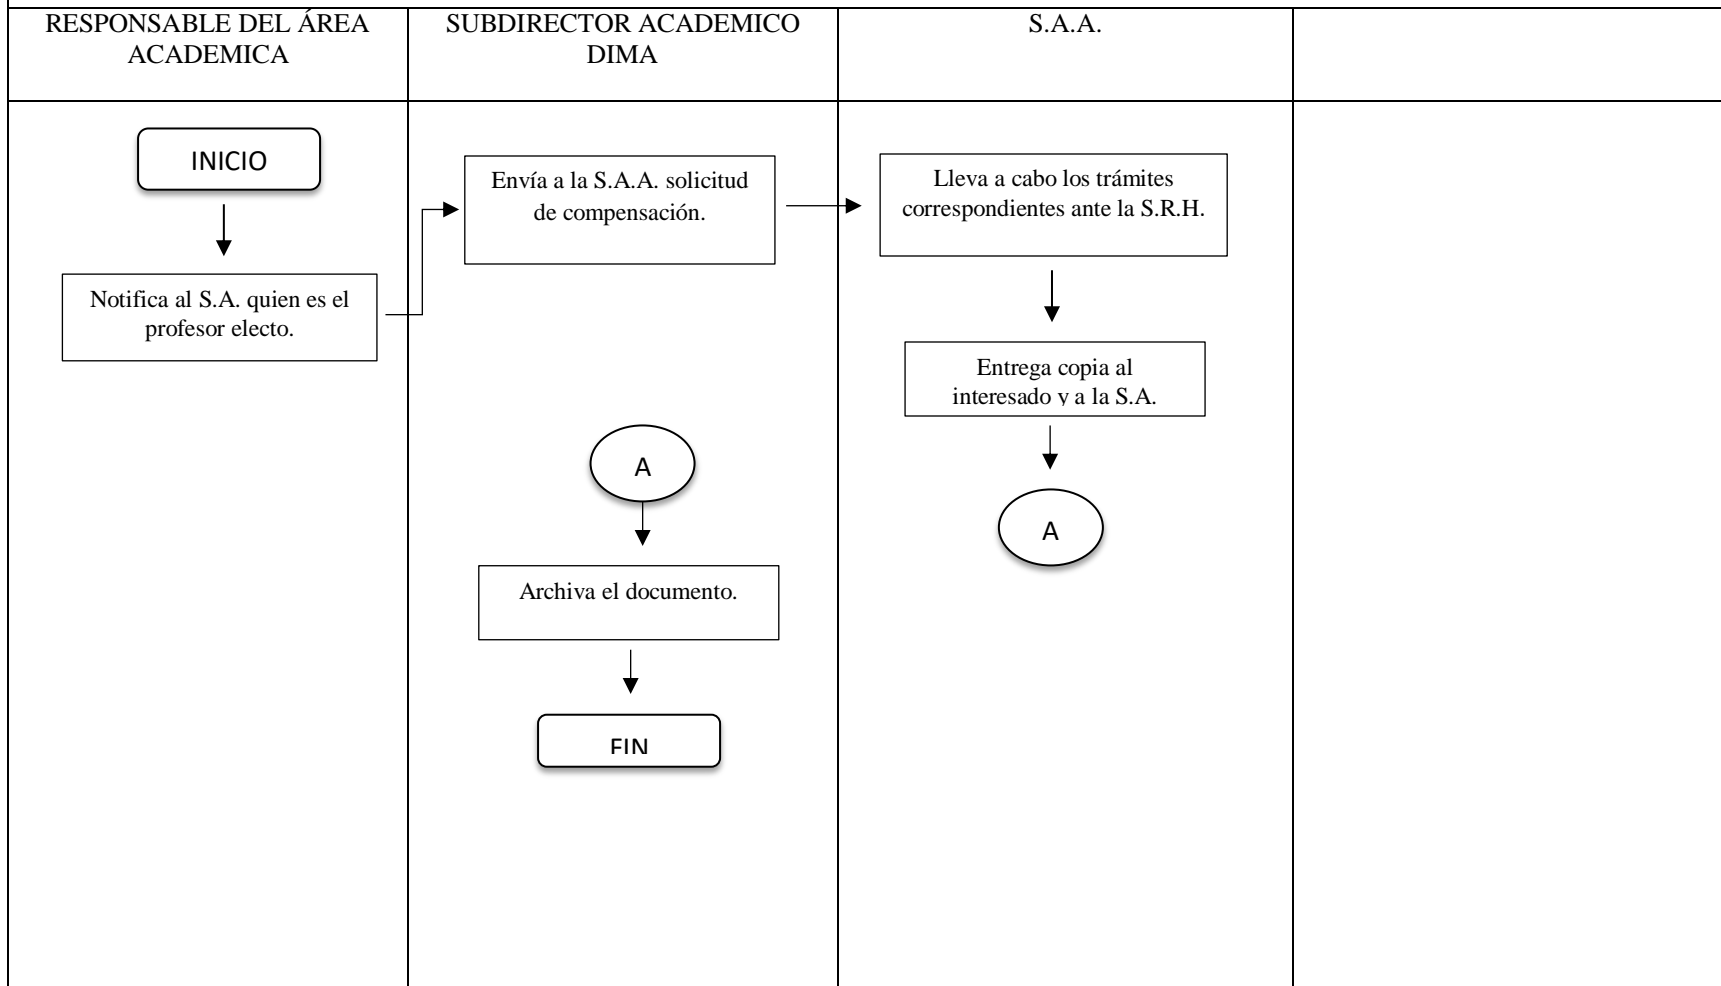 RESPONSABLE DEL ÁREA
ACADEMICA
SUBDIRECTOR ACADEMICO
DIMA
S.A.A.
INICIO
Notifica al S.A. quien es el
profesor electo.
Envía a la S.A.A. solicitud
de compensación.
Lleva a cabo los trámites
correspondientes ante la S.R.H.
Entrega copia al
interesado y a la S.A.
A
A
Archiva el documento.
FIN